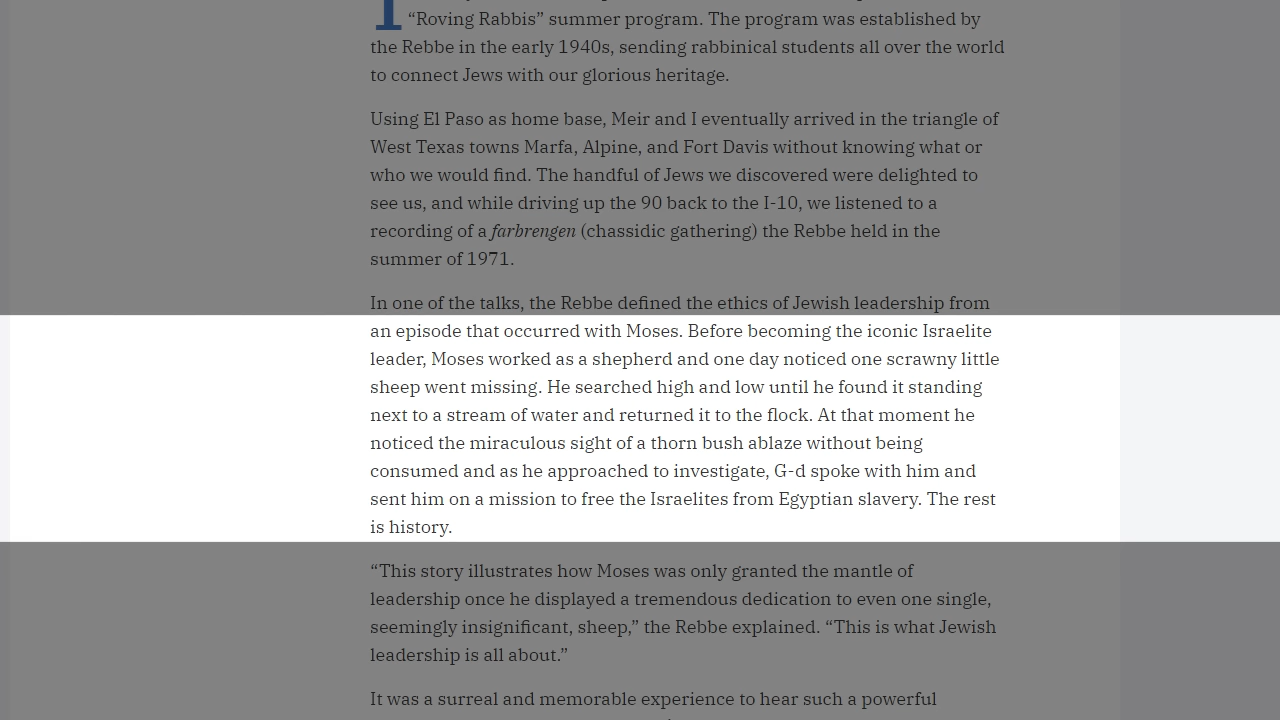 “Roving Rabbis” summer program. The program was established by
the Rebbe in the early 1940s, sending rabbinical students all over the world
to connect Jews with our glorious heritage.
Using El Paso as home base, Meir and I eventually arrived in the triangle of
West Texas towns Marfa, Alpine, and Fort Davis without knowing what or
who we would find. The handful of Jews we discovered were delighted to
see us, and while driving up the 90 back to the I-10, we listened to a
recording of a farbrengen (chassidic gathering) the Rebbe held in the
summer of 1971.
In one of the talks, the Rebbe defined the ethics of Jewish leadership from
an episode that occurred with Moses. Before becoming the iconic Israelite
leader, Moses worked as a shepherd and one day noticed one scrawny little
sheep went missing. He searched high and low until he found it standing
next to a stream of water and returned it to the flock. At that moment he
noticed the miraculous sight of a thorn bush ablaze without being
consumed and as he approached to investigate, G-d spoke with him and
sent him on a mission to free the Israelites from Egyptian slavery. The rest
is history.
“This story illustrates how Moses was only granted the mantle of
leadership once he displayed a tremendous dedication to even one single,
seemingly insignificant, sheep,” the Rebbe explained. “This is what Jewish
leadership is all about.”
It was a surreal and memorable experience to hear such a powerful